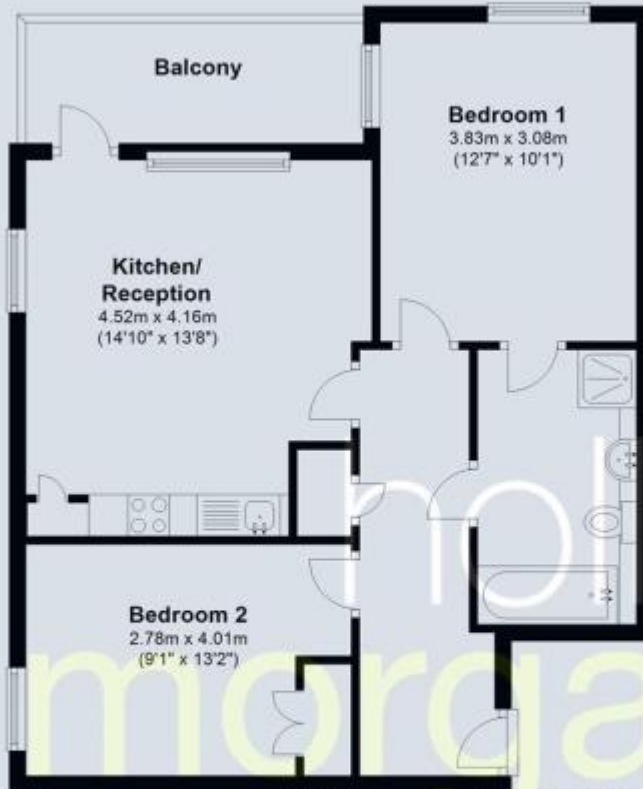 Balcony
Bedroom 1
3.83m x 3.08m
(12'7" x 10'1")
Kitchen/
Reception
4.52m x 4.16m
(14'10" x 13'8")
Bedroom 2
2.78m x 4.01m
(9'1" x 13'2")
nol
morga